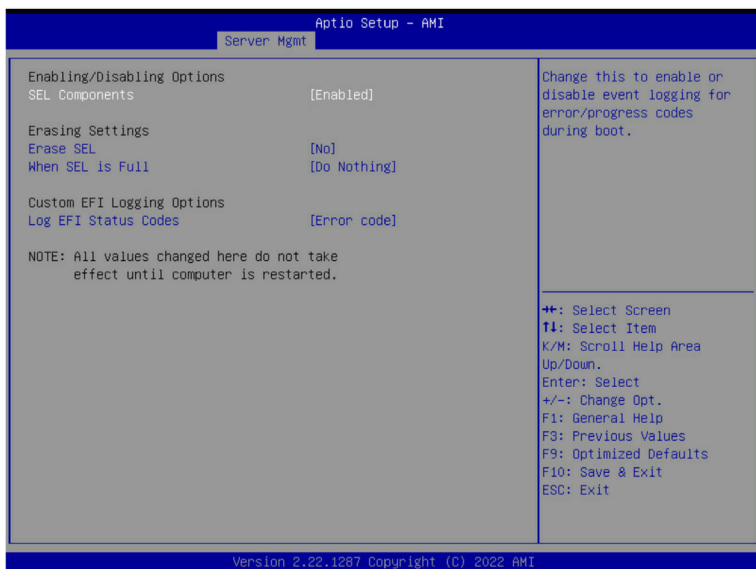 Aptio Setup – AMI
Server Mgmt
Enabling/Disabling Options
SEL Components [Enabled]
Erasing Settings
Erase SEL [No]
When SEL is Full [Do Nothing]
Custom EFI Logging Options
Log EFI Status Codes [Error code]
NOTE: All values changed here do not take
effect until computer is restarted.
Change this to enable or
disable event logging for
error/progress codes
during boot.
→←: Select Screen
↑↓: Select Item
K/M: Scroll Help Area
Up/Down.
Enter: Select
+/-: Change Opt.
F1: General Help
F3: Previous Values
F9: Optimized Defaults
F10: Save & Exit
ESC: Exit
Version 2.22.1287 Copyright (C) 2022 AMI